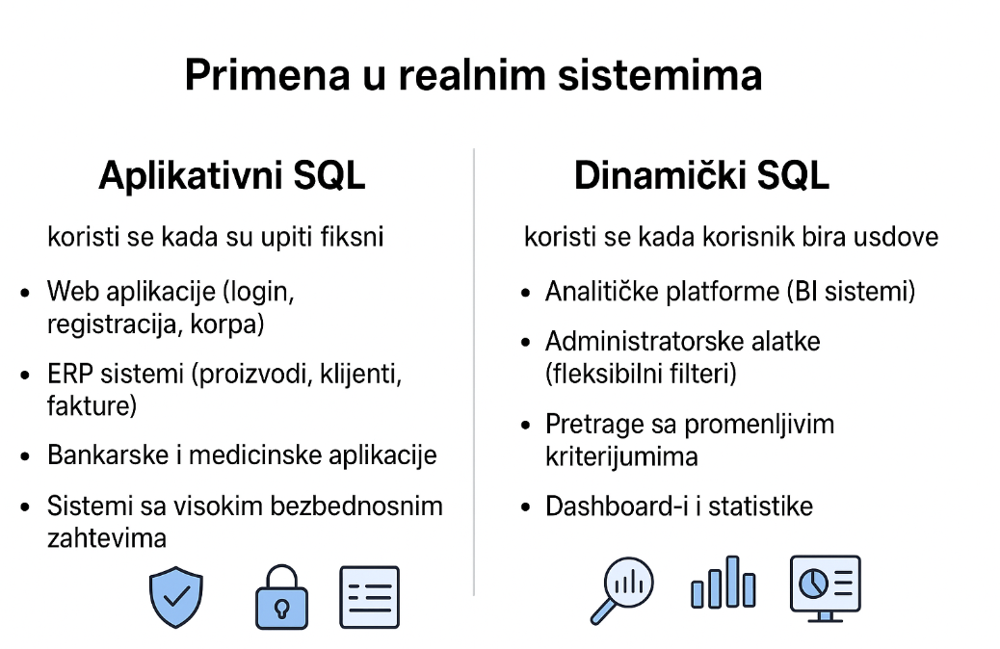 Primena u realnim sistemima
Aplikativni SQL
koristi se kada su upiti fiksni
• Web aplikacije (login,
registracija, korpa)
• ERP sistemi (proizvodi, klijenti,
fakture)
• Bankarske i medicinske aplikacije
• Sistemi sa visokim bezbednosnim
zahtevima
Dinamički SQL
koristi se kada korisnik bira usdove
• Analitičke platforme (BI sistemi)
• Administratorske alatke
(fleksibilni filteri)
• Pretrage sa promenljivim
kriterijumima
• Dashboard-i i statistike